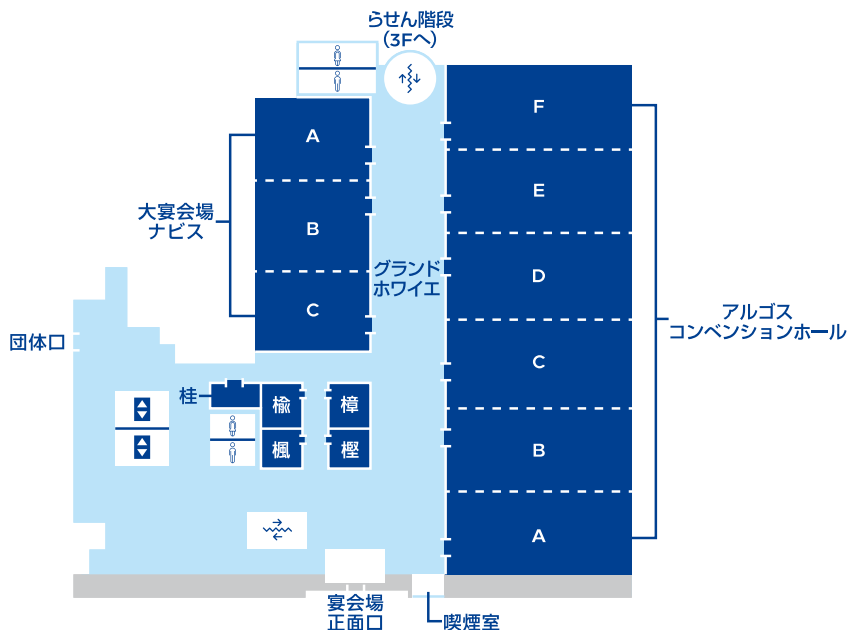 らせん階段
(3Fへ)
F
A
E
大宴会場
ナビス
B
グランド
ホワイエ
D
C
アルゴス
コンベンションホール
団体口
C
桂
楡
樟
楓
樫
B
A
宴会場
正面口
喫煙室